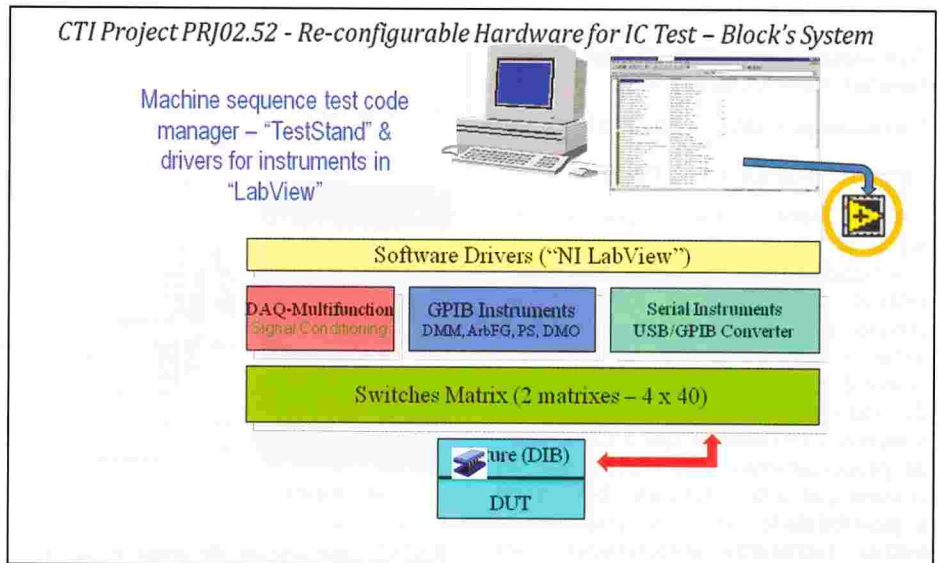 CTI Project PRJ02.52 - Re-configurable Hardware for IC Test – Block's System
Machine sequence test code
manager – "TestStand" &
drivers for instruments in
"LabView"
Software Drivers ("NI LabView")
DAQ-Multifunction
Signal Conditioning
GPIB Instruments
DMM, ArbFG, PS, DMO
Serial Instruments
USB/GPIB Converter
Switches Matrix (2 matrixes – 4 x 40)
ure (DIB)
DUT